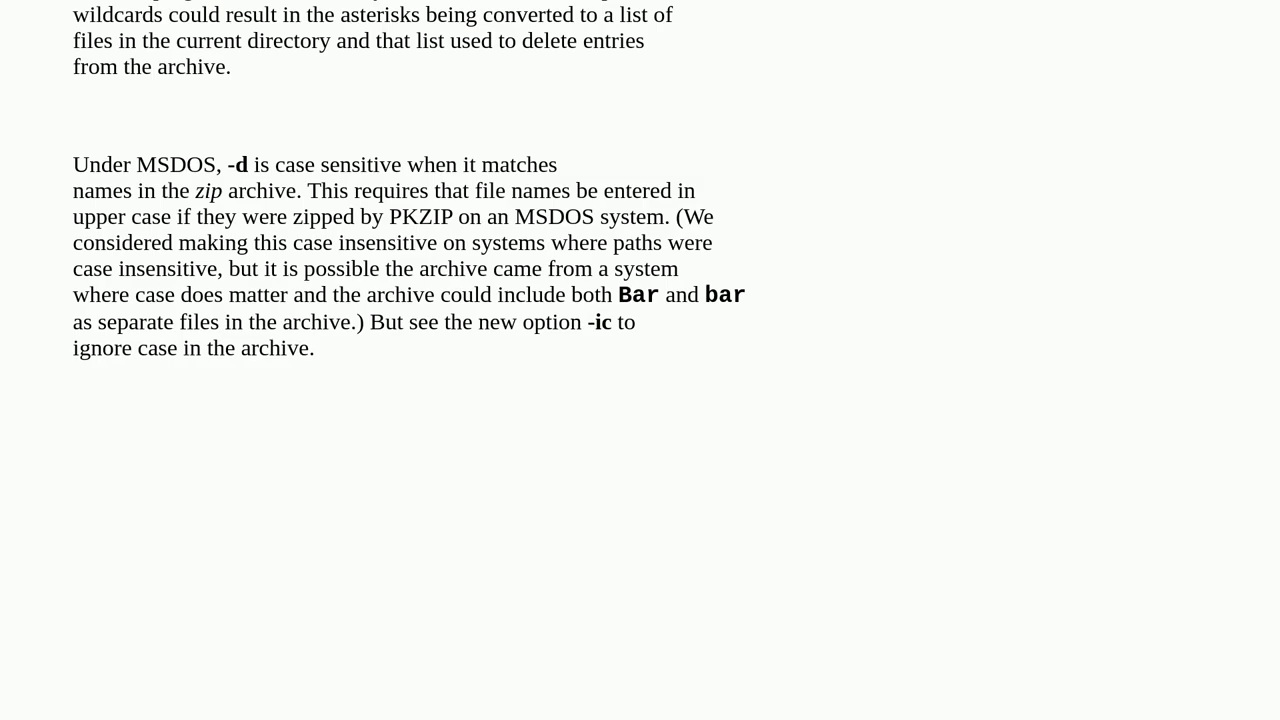 wildcards could result in the asterisks being converted to a list of
files in the current directory and that list used to delete entries
from the archive.
Under MSDOS, -d is case sensitive when it matches
names in the zip archive. This requires that file names be entered in
upper case if they were zipped by PKZIP on an MSDOS system. (We
considered making this case insensitive on systems where paths were
case insensitive, but it is possible the archive came from a system
where case does matter and the archive could include both Bar and bar
as separate files in the archive.) But see the new option -ic to
ignore case in the archive.